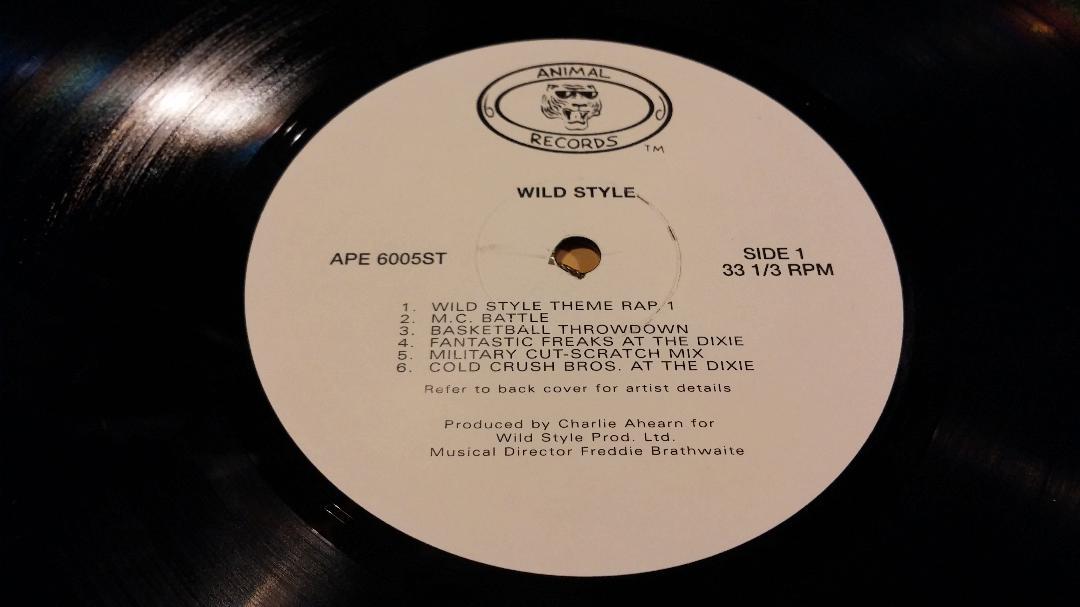 ANIMAL
RECORDS
TM
WILD STYLE
APE 6005ST
SIDE 1
33 1/3 RPM
1. WILD STYLE THEME RAP 1
2. M.C. BATTLE
3. BASKETBALL THROWDOWN
4. FANTASTIC FREAKS AT THE DIXIE
5. MILITARY CUT-SCRATCH MIX
6. COLD CRUSH BROS. AT THE DIXIE
Refer to back cover for artist details
Produced by Charlie Ahearn for
Wild Style Prod. Ltd.
Musical Director Freddie Brathwaite